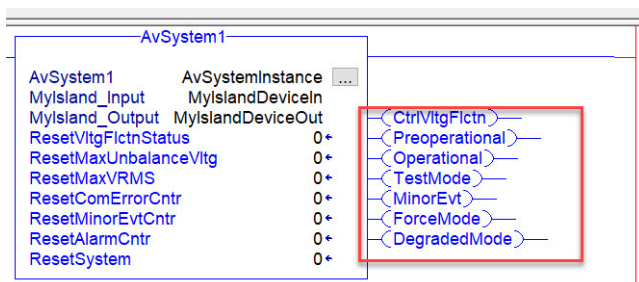 AvSystem1
AvSystem1 AvSystemInstance ...
MyIsland_Input MyIslandDeviceIn
MyIsland_Output MyIslandDeviceOut CtrlVltgFlctn
ResetVltgFlctnStatus 0 Preoperational
ResetMaxUnbalanceVltg 0 Operational
ResetMaxVRMS 0 TestMode
ResetComErrorCntr 0 MinorEvt
ResetMinorEvtCntr 0 ForceMode
ResetAlarmCntr 0 DegradedMode
ResetSystem 0